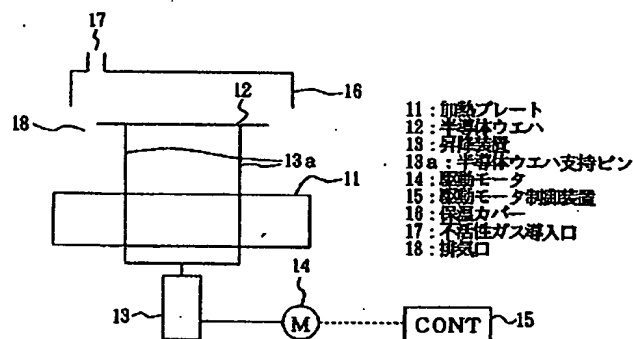 17
16
12
18
13a
11
14
13
M
CONT
15
11:加熱プレート
12:半導体ウエハ
13:昇降装置
13a:半導体ウエハ支持ピン
14:駆動モータ
15:駆動モータ制御装置
16:保温カバー
17:不活性ガス導入口
18:排気口